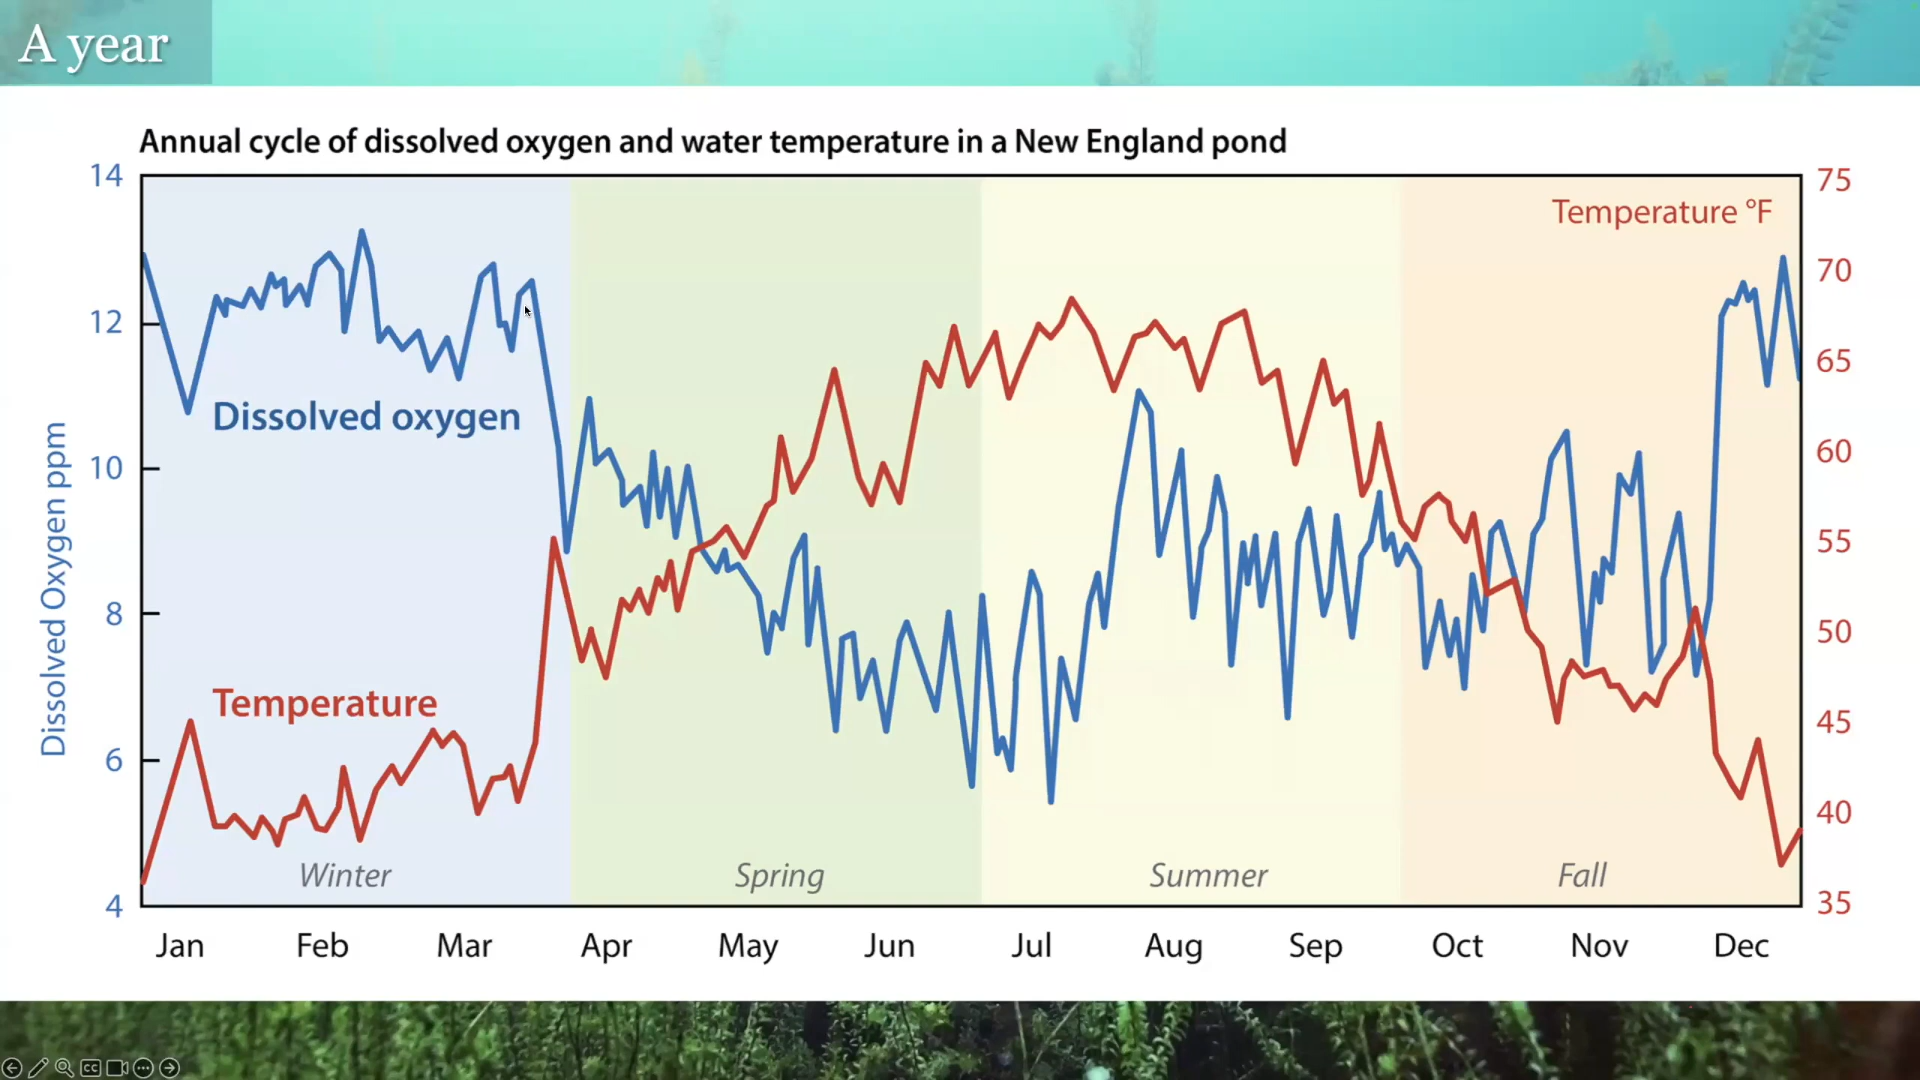 A year
Annual cycle of dissolved oxygen and water temperature in a New England pond
14
12
10
8
6
4
Dissolved Oxygen ppm
75
70
65
60
55
50
45
40
35
Temperature °F
Dissolved oxygen
Temperature
Winter
Spring
Summer
Fall
Jan
Feb
Mar
Apr
May
Jun
Jul
Aug
Sep
Oct
Nov
Dec
CC